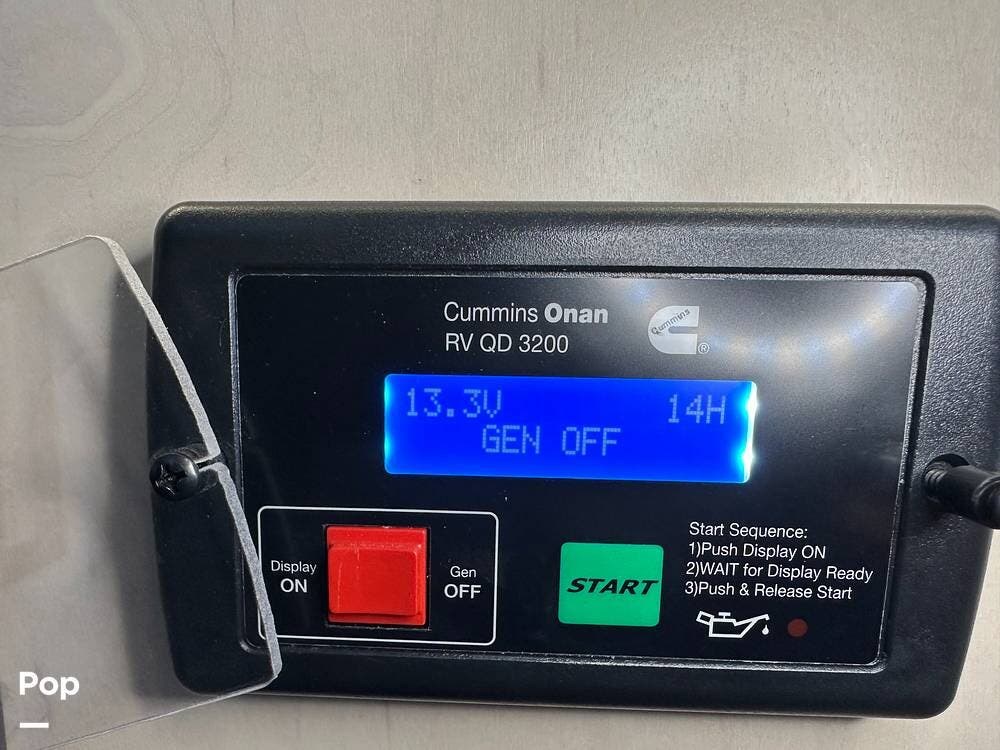 Cummins Onan
RV QD 3200
Cummins
®
13.3V 14H
GEN OFF
Display
ON
Gen
OFF
START
Start Sequence:
1)Push Display ON
2)WAIT for Display Ready
3)Push & Release Start
Pop